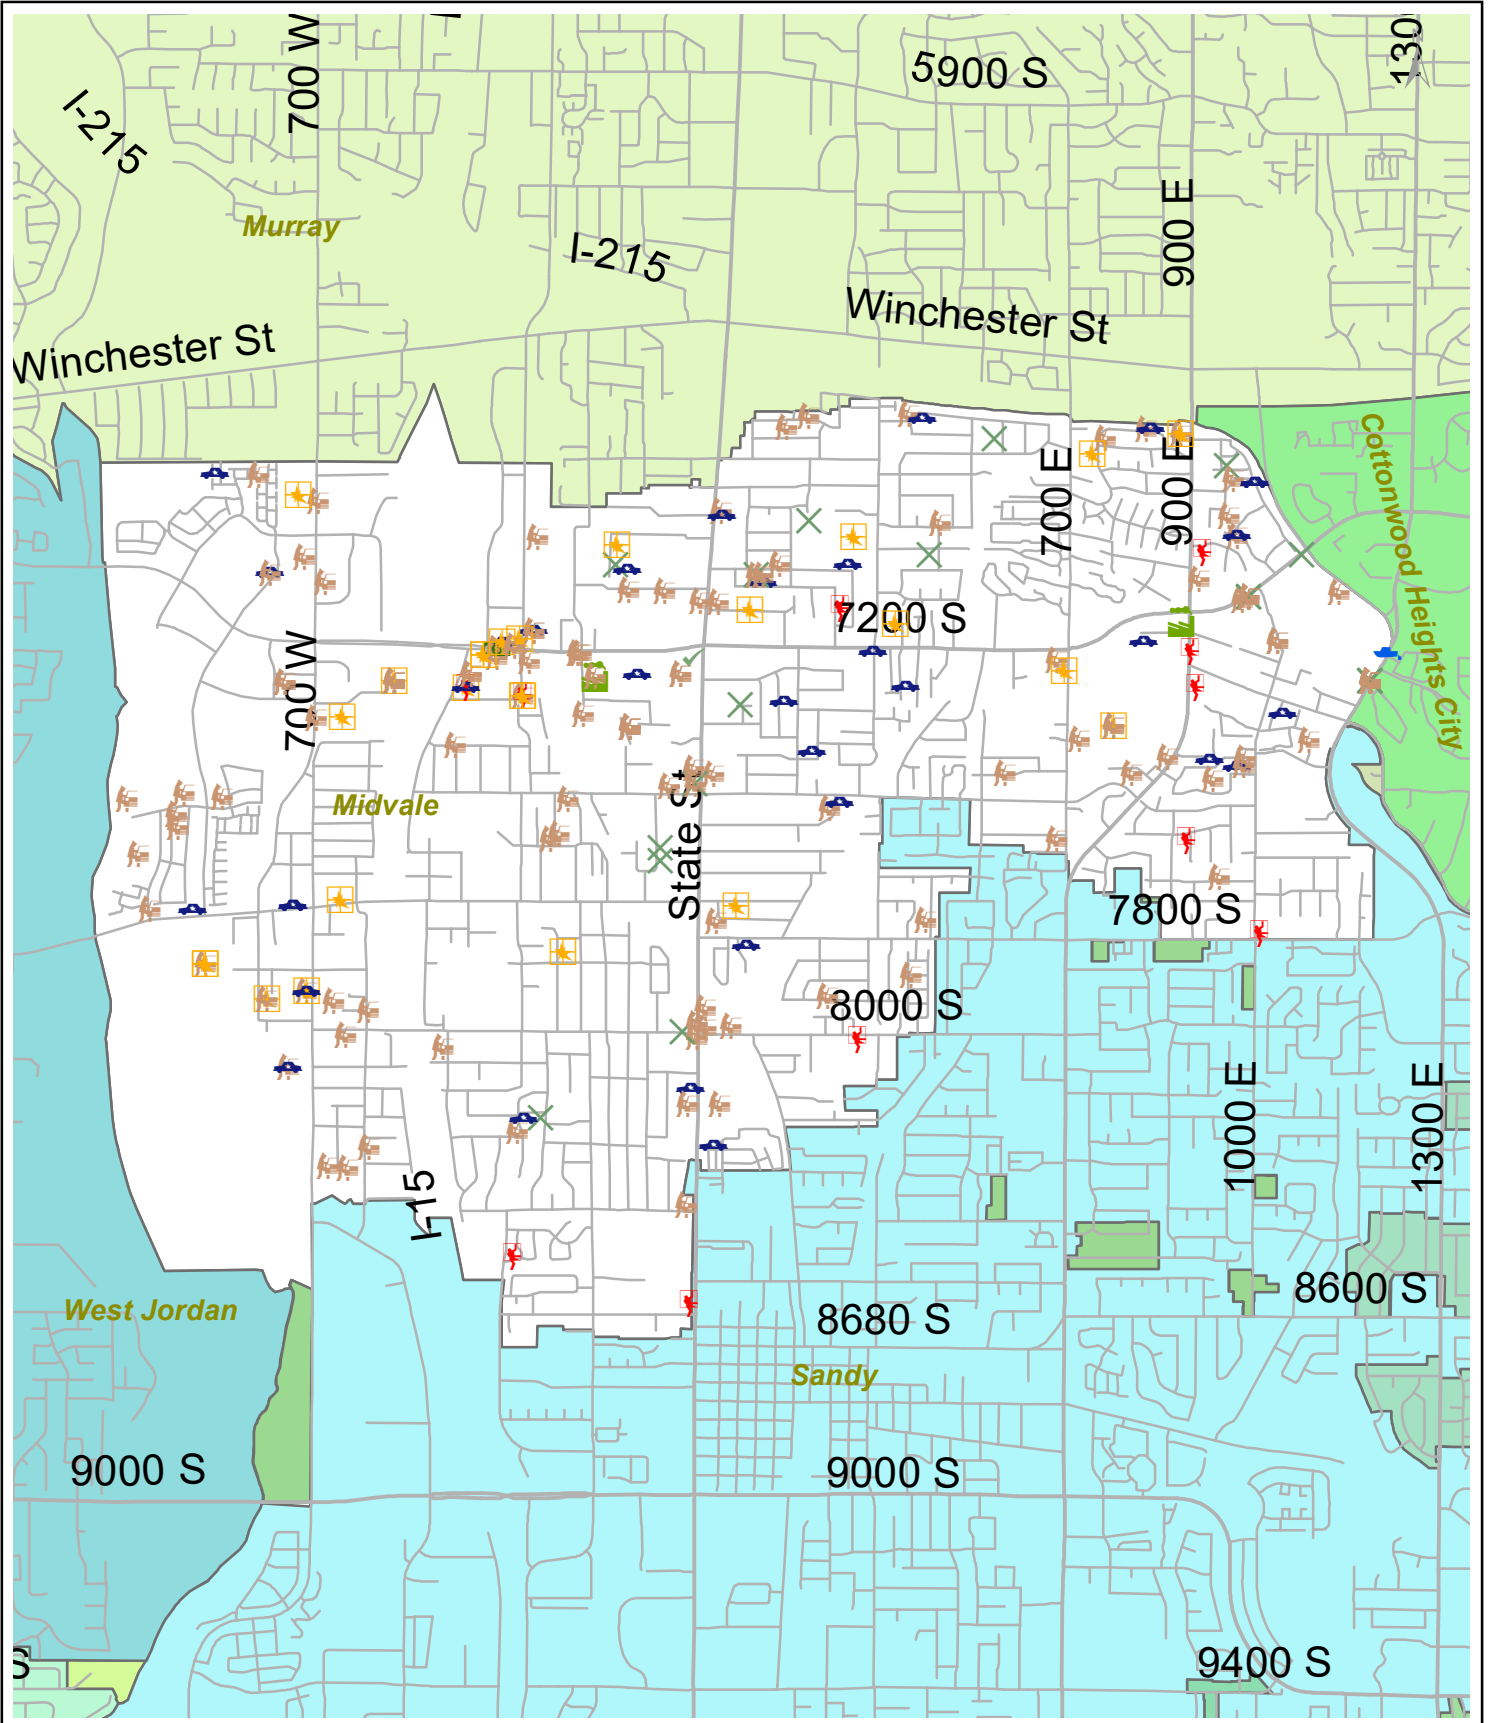 700 W
130
5900 S
I-215
900 E
Murray
I-215
Winchester St
Winchester St
Cottonwood Heights City
700 E
900 E
7200 S
700 W
Midvale
State St
7800 S
8000 S
1000 E
1300 E
I-15
8600 S
West Jordan
8680 S
Sandy
9000 S
9000 S
9400 S
S